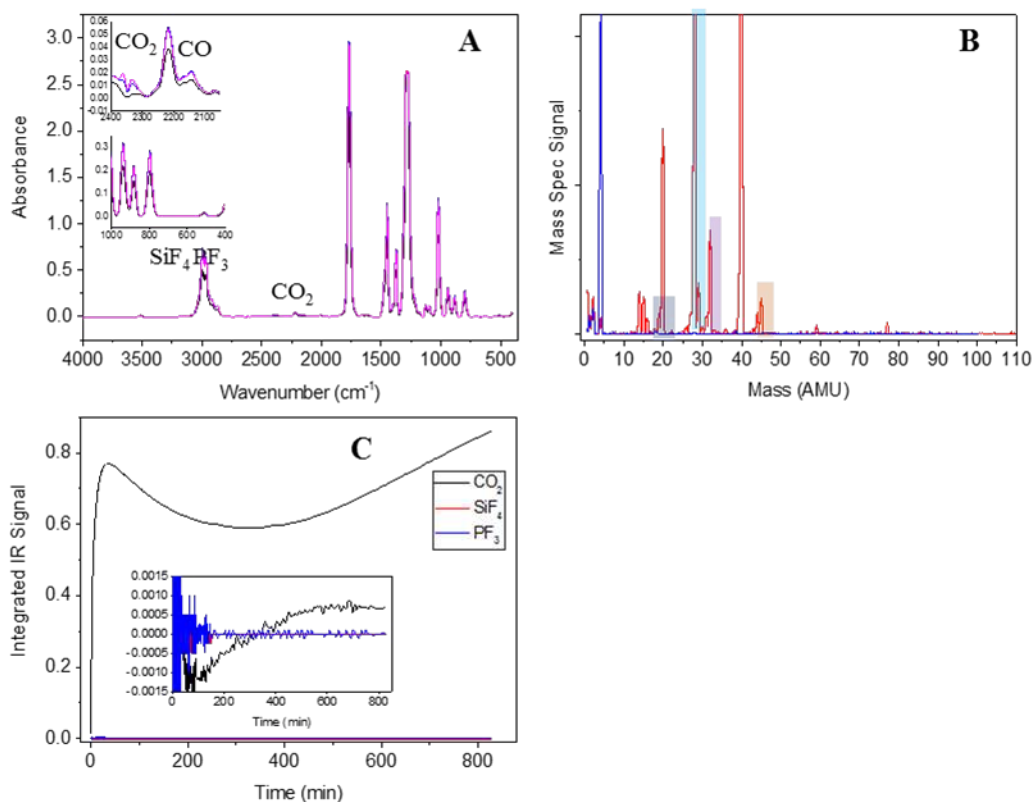 A
CO₂
CO
0.06
0.05
0.04
0.03
0.02
0.01
0.00
-0.01
2400 2300 2200 2100
0.3
0.2
0.1
0.0
1000 800 600 400
SiF₄ PF₃
CO₂
3.0
2.5
2.0
1.5
1.0
0.5
0.0
4000 3000 2000 1000
Absorbance
Wavenumber (cm⁻¹)
B
Mass Spec Signal
0 10 20 30 40 50 60 70 80 90 100 110
Mass (AMU)
C
0.8
0.6
0.4
0.2
0.0
Integrated IR Signal
CO₂
SiF₄
PF₃
0.0015
0.0010
0.0005
0.0000
-0.0005
-0.0010
-0.0015
0 200 400 600 800
Time (min)
0 200 400 600 800
Time (min)